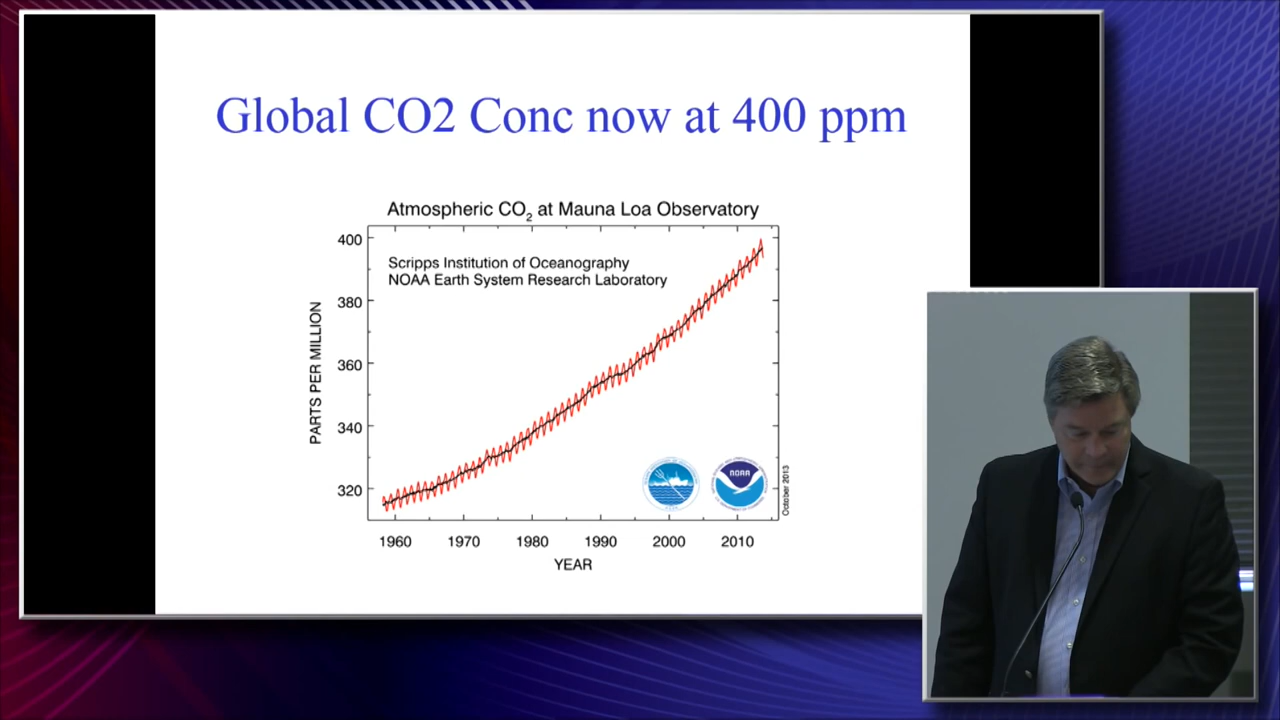 Global CO2 Conc now at 400 ppm
Atmospheric CO₂ at Mauna Loa Observatory
Scripps Institution of Oceanography
NOAA Earth System Research Laboratory
400
380
360
340
320
PARTS PER MILLION
NOAA
October 2013
1960 1970 1980 1990 2000 2010
YEAR